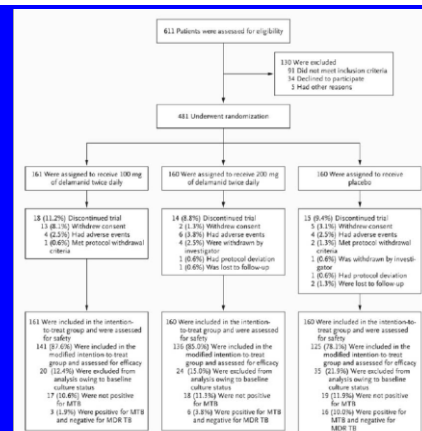 611 Patients were assessed for eligibility
130 Were excluded
91 Did not meet inclusion criteria
34 Declined to participate
5 Had other reasons
481 Underwent randomization
161 Were assigned to receive 100 mg
of delamanid twice daily
160 Were assigned to receive 200 mg
of delamanid twice daily
160 Were assigned to receive
placebo
18 (11.2%) Discontinued trial
13 (8.1%) Withdrew consent
4 (2.5%) Had adverse events
1 (0.6%) Met protocol withdrawal
criteria
14 (8.8%) Discontinued trial
2 (1.3%) Withdrew consent
6 (3.8%) Had adverse events
4 (2.5%) Were withdrawn by
investigator
1 (0.6%) Had protocol deviation
1 (0.6%) Was lost to follow-up
15 (9.4%) Discontinued trial
5 (3.1%) Withdrew consent
4 (2.5%) Had adverse events
2 (1.3%) Met protocol withdrawal
criteria
1 (0.6%) Was withdrawn by investi-
gator
1 (0.6%) Had protocol deviation
2 (1.3%) Were lost to follow-up
161 Were included in the intention-
to-treat group and were assessed
for safety
141 (87.6%) Were included in the
modified intention-to-treat
group and assessed for efficacy
20 (12.4%) Were excluded from
analysis owing to baseline
culture status
17 (10.6%) Were not positive
for MTB
3 (1.9%) Were positive for MTB
and negative for MDR TB
160 Were included in the intention-
to-treat group and were assessed
for safety
136 (85.0%) Were included in the
modified intention-to-treat
group and assessed for efficacy
24 (15.0%) Were excluded from
analysis owing to baseline
culture status
18 (11.3%) Were not positive
for MTB
6 (3.8%) Were positive for MTB
and negative for MDR TB
160 Were included in the intention-
to-treat group and were assessed
for safety
125 (78.1%) Were included in the
modified intention-to-treat
group and assessed for efficacy
35 (21.9%) Were excluded from
analysis owing to baseline
culture status
19 (11.9%) Were not positive
for MTB
16 (10.0%) Were positive for
MTB and negative for
MDR TB